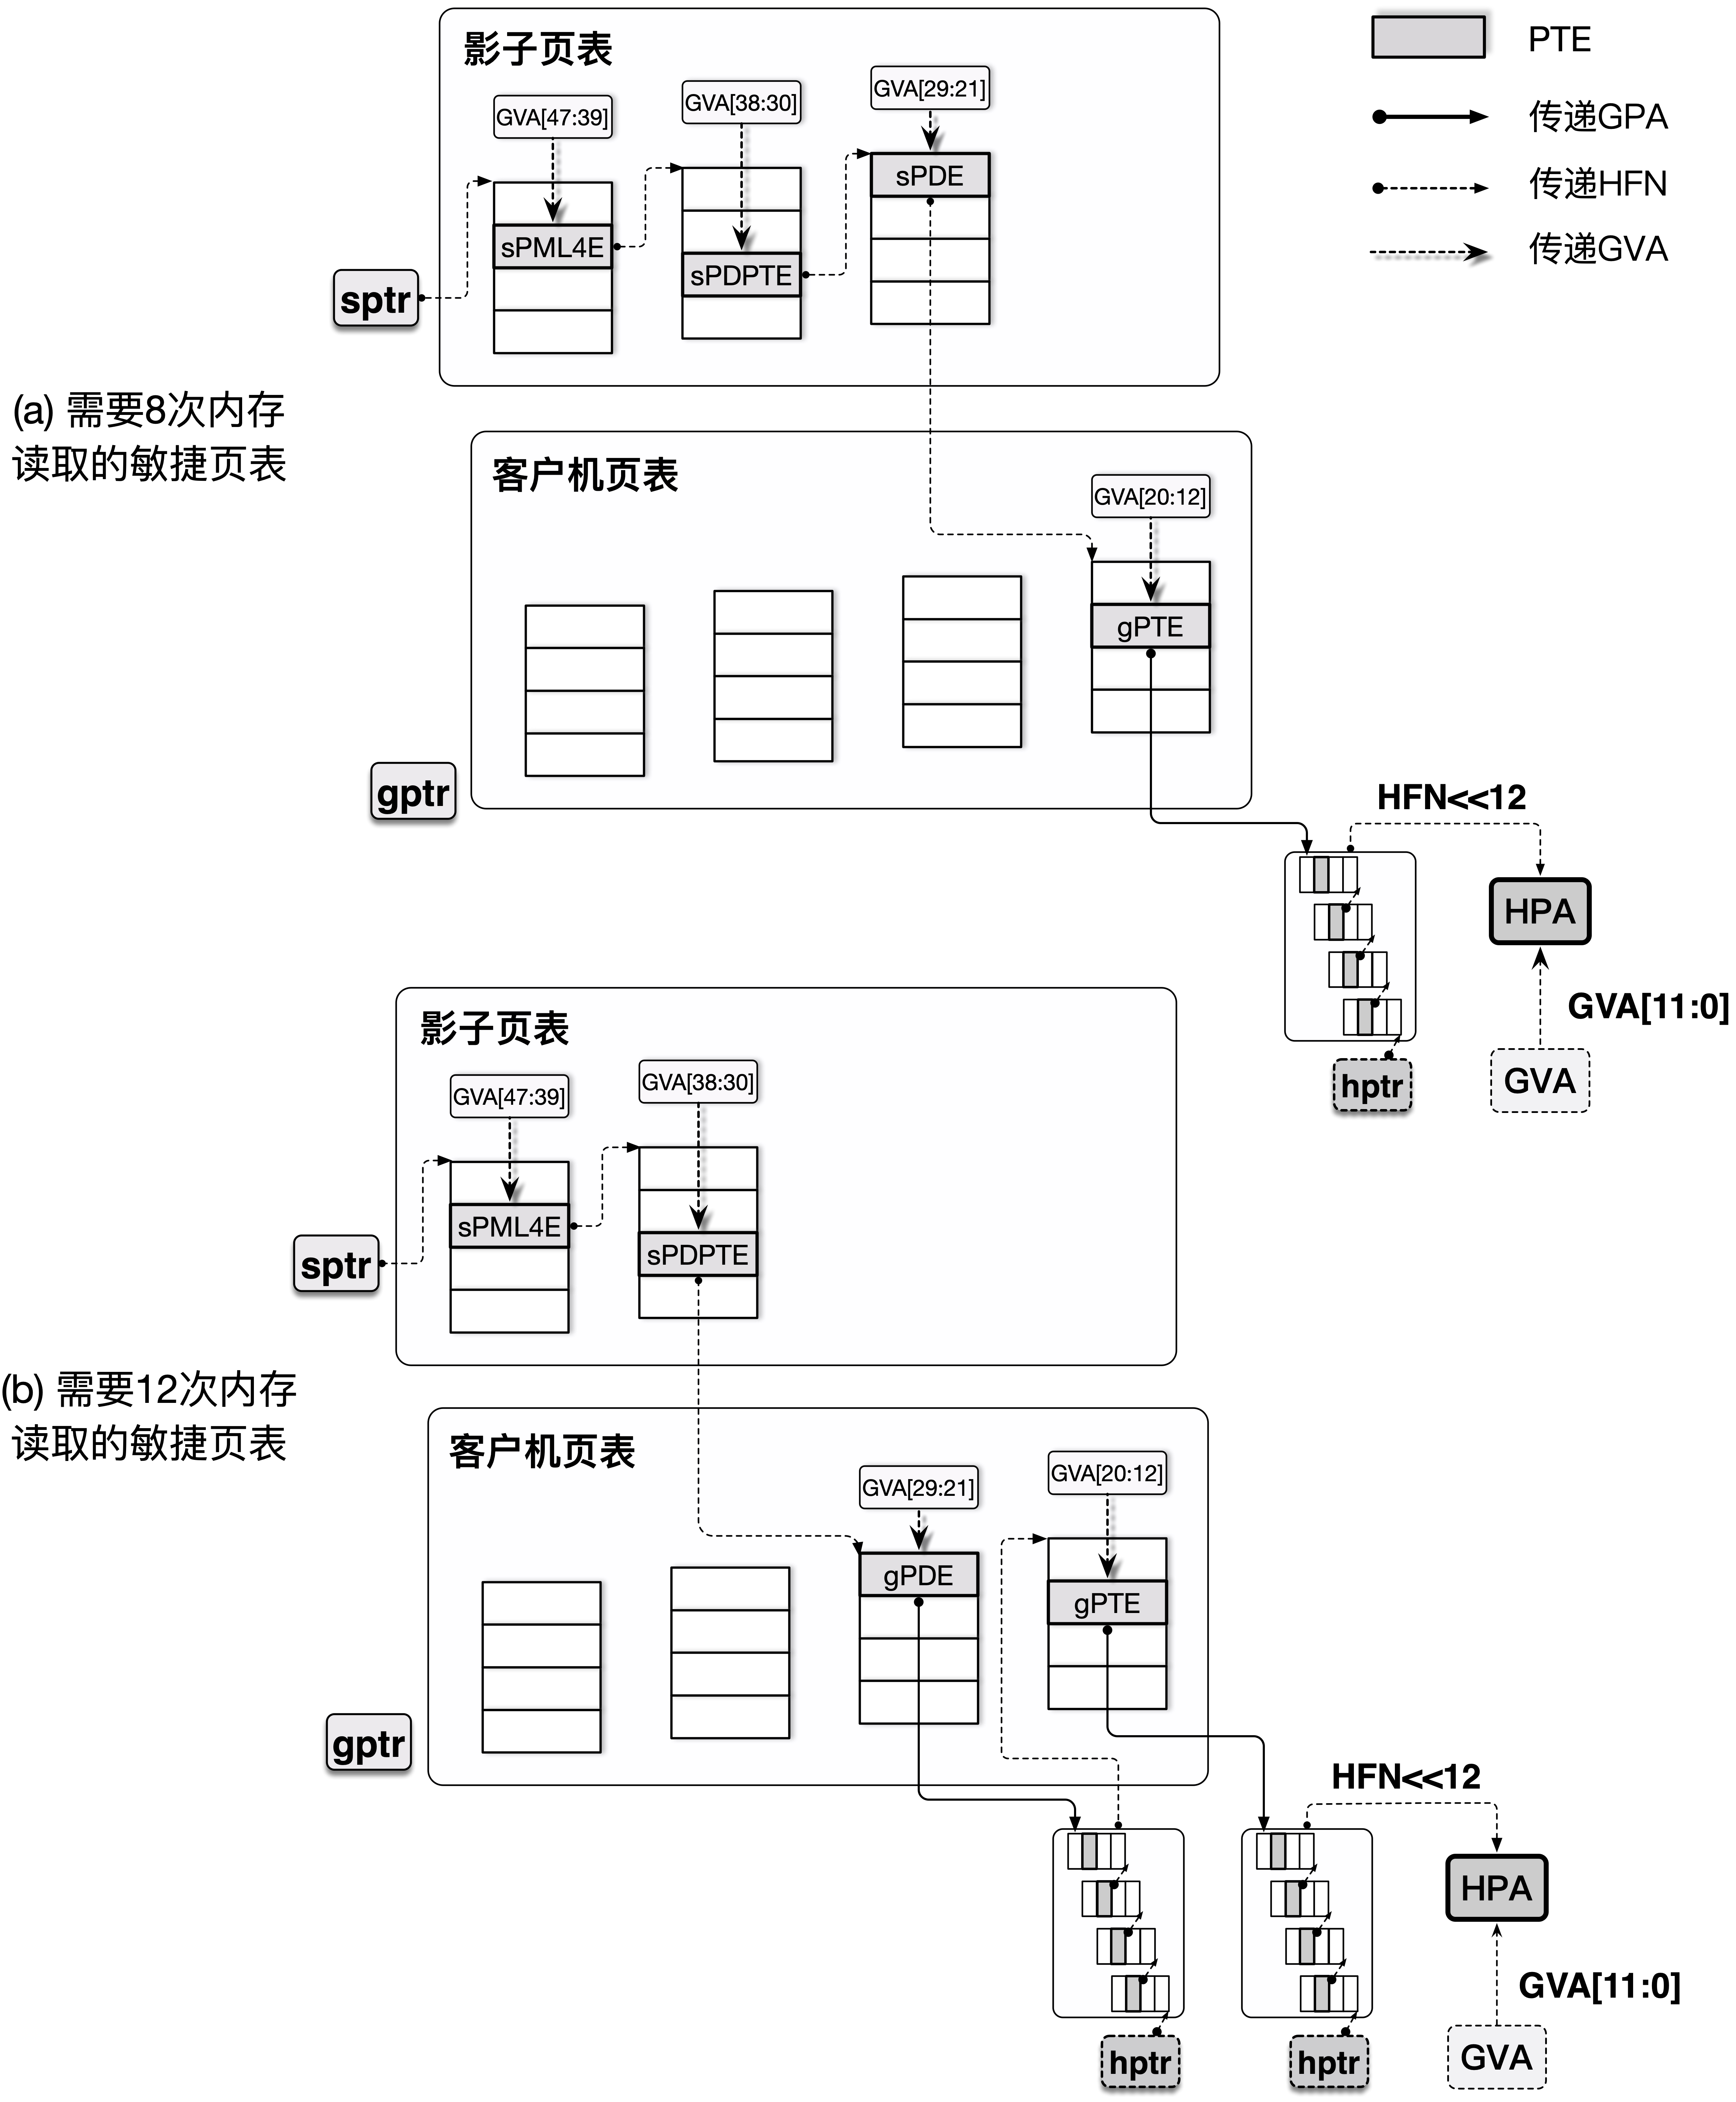 影子页表
GVA[47:39]
GVA[38:30]
GVA[29:21]
PTE
传递GPA
传递HFN
传递GVA
sPML4E
sPDPTE
sPDE
sptr
(a) 需要8次内存
读取的敏捷页表
客户机页表
GVA[20:12]
gPTE
gptr
HFN<<12
HPA
GVA[11:0]
hptr
GVA
影子页表
GVA[47:39]
GVA[38:30]
sPML4E
sPDPTE
sptr
(b) 需要12次内存
读取的敏捷页表
客户机页表
GVA[29:21]
GVA[20:12]
gPDE
gPTE
gptr
HFN<<12
HPA
GVA[11:0]
hptr
hptr
GVA